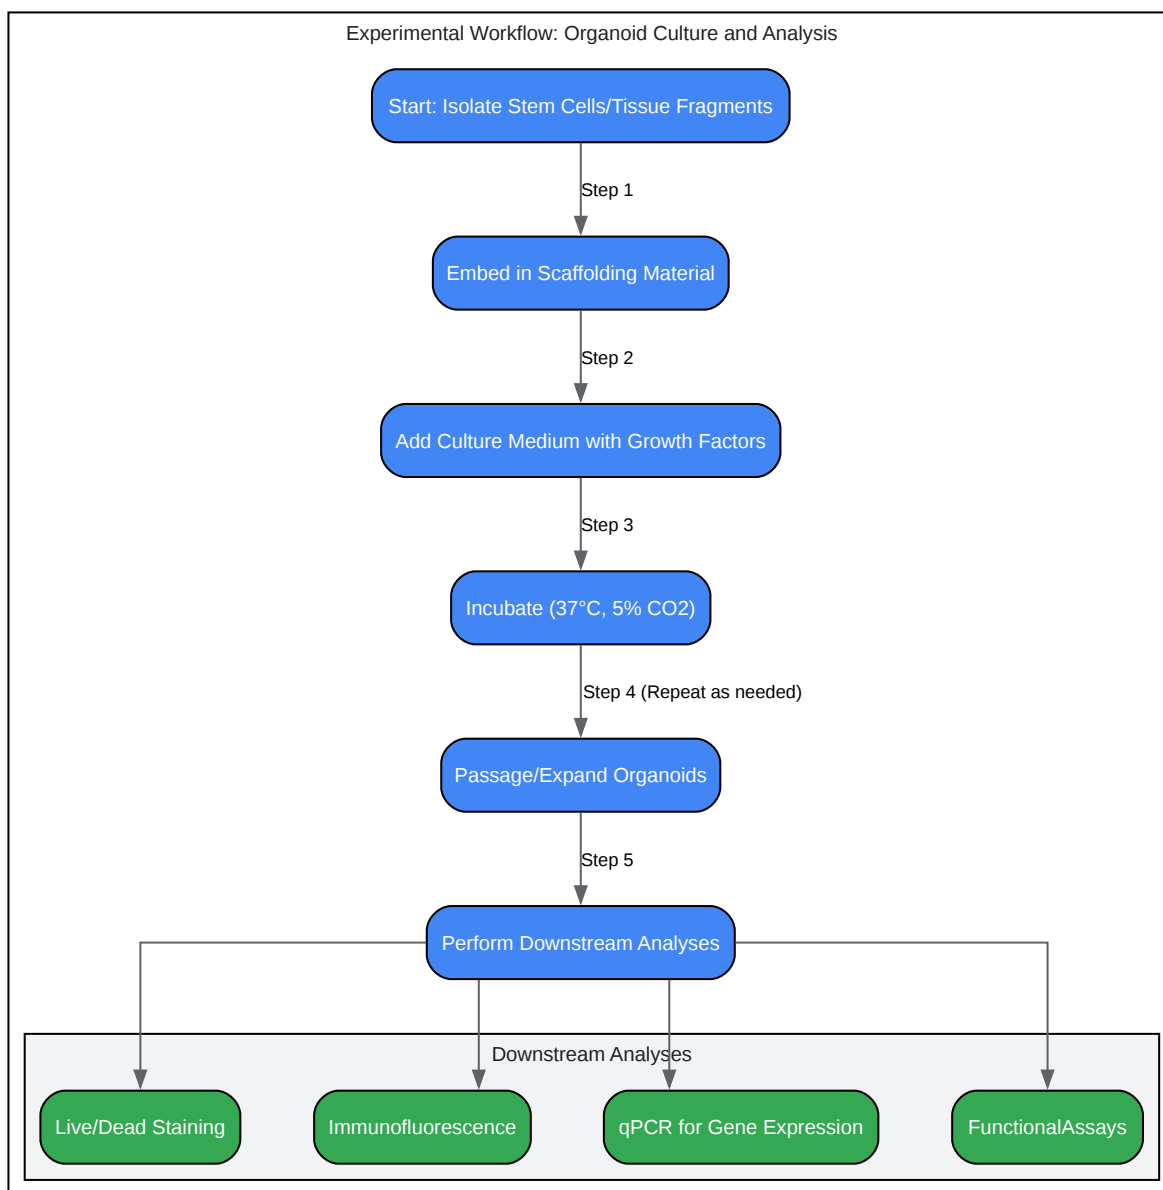 Experimental Workflow: Organoid Culture and Analysis
Start: Isolate Stem Cells/Tissue Fragments
Step 1
Embed in Scaffolding Material
Step 2
Add Culture Medium with Growth Factors
Step 3
Incubate (37°C, 5% CO2)
Step 4 (Repeat as needed)
Passage/Expand Organoids
Step 5
Perform Downstream Analyses
Downstream Analyses
Live/Dead Staining
Immunofluorescence
qPCR for Gene Expression
FunctionalAssays